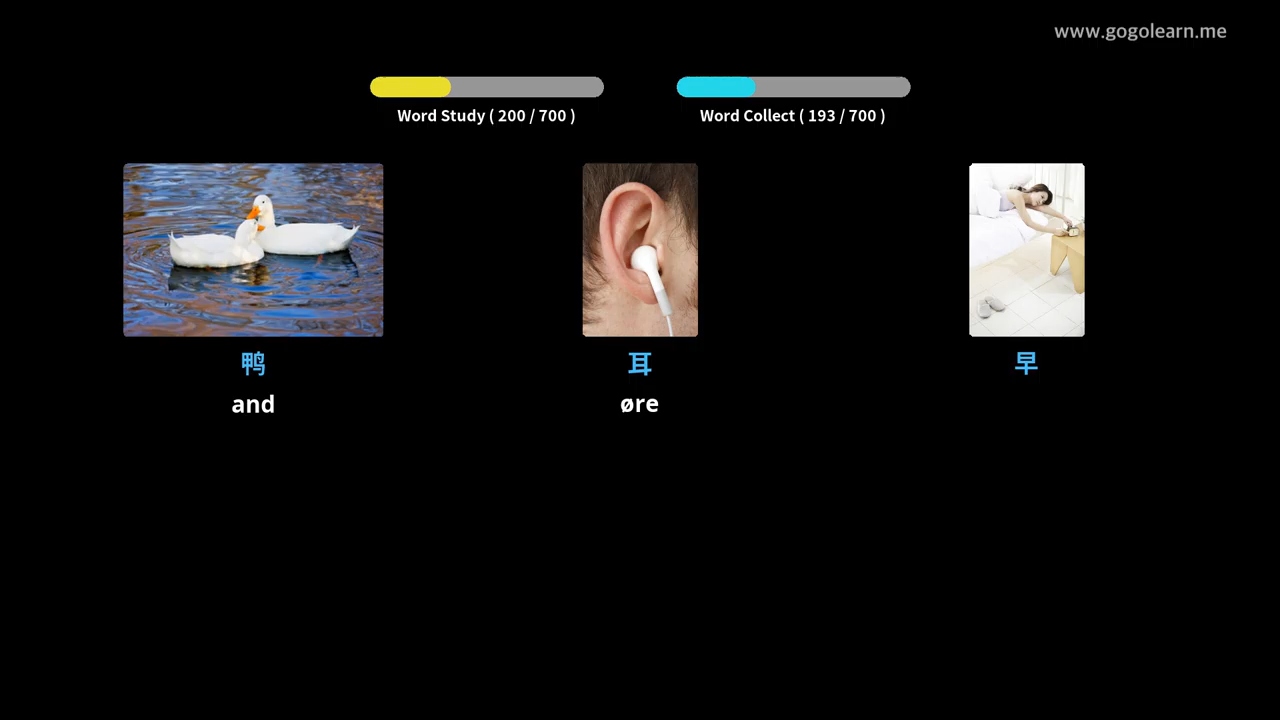 www.gogolearn.me
Word Study ( 200 / 700 )
Word Collect ( 193 / 700 )
鸭
耳
早
and
øre